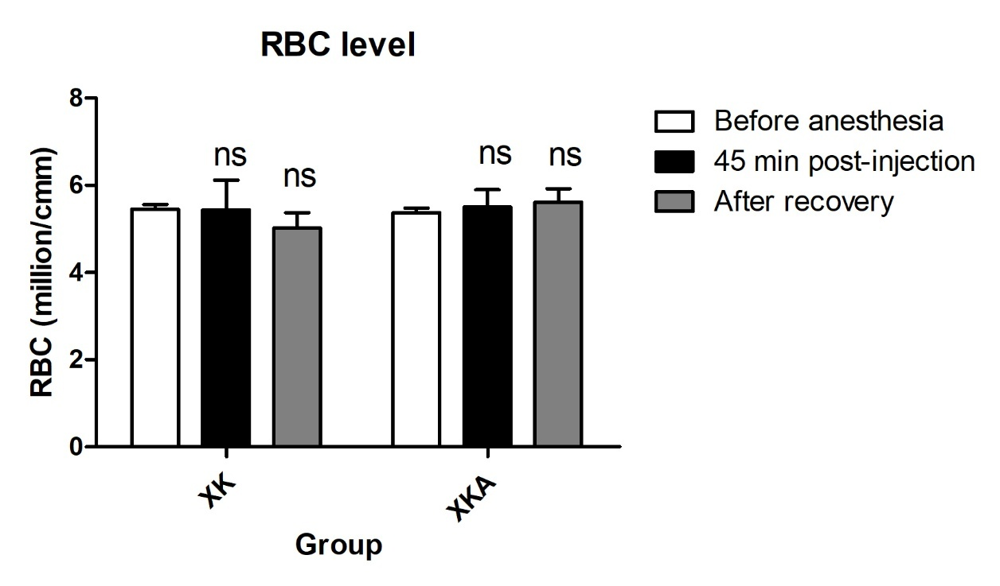 RBC level
8
6
4
2
0
RBC (million/cmm)
ns
ns
ns
ns
XK
XKA
Group
Before anesthesia
45 min post-injection
After recovery